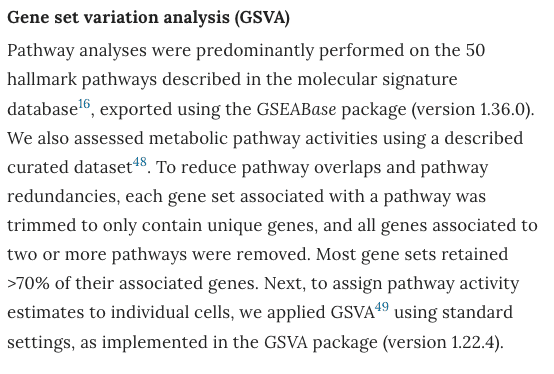 Gene set variation analysis (GSVA)
Pathway analyses were predominantly performed on the 50
hallmark pathways described in the molecular signature
database16, exported using the GSEABase package (version 1.36.0).
We also assessed metabolic pathway activities using a described
curated dataset48. To reduce pathway overlaps and pathway
redundancies, each gene set associated with a pathway was
trimmed to only contain unique genes, and all genes associated to
two or more pathways were removed. Most gene sets retained
>70% of their associated genes. Next, to assign pathway activity
estimates to individual cells, we applied GSVA49 using standard
settings, as implemented in the GSVA package (version 1.22.4).